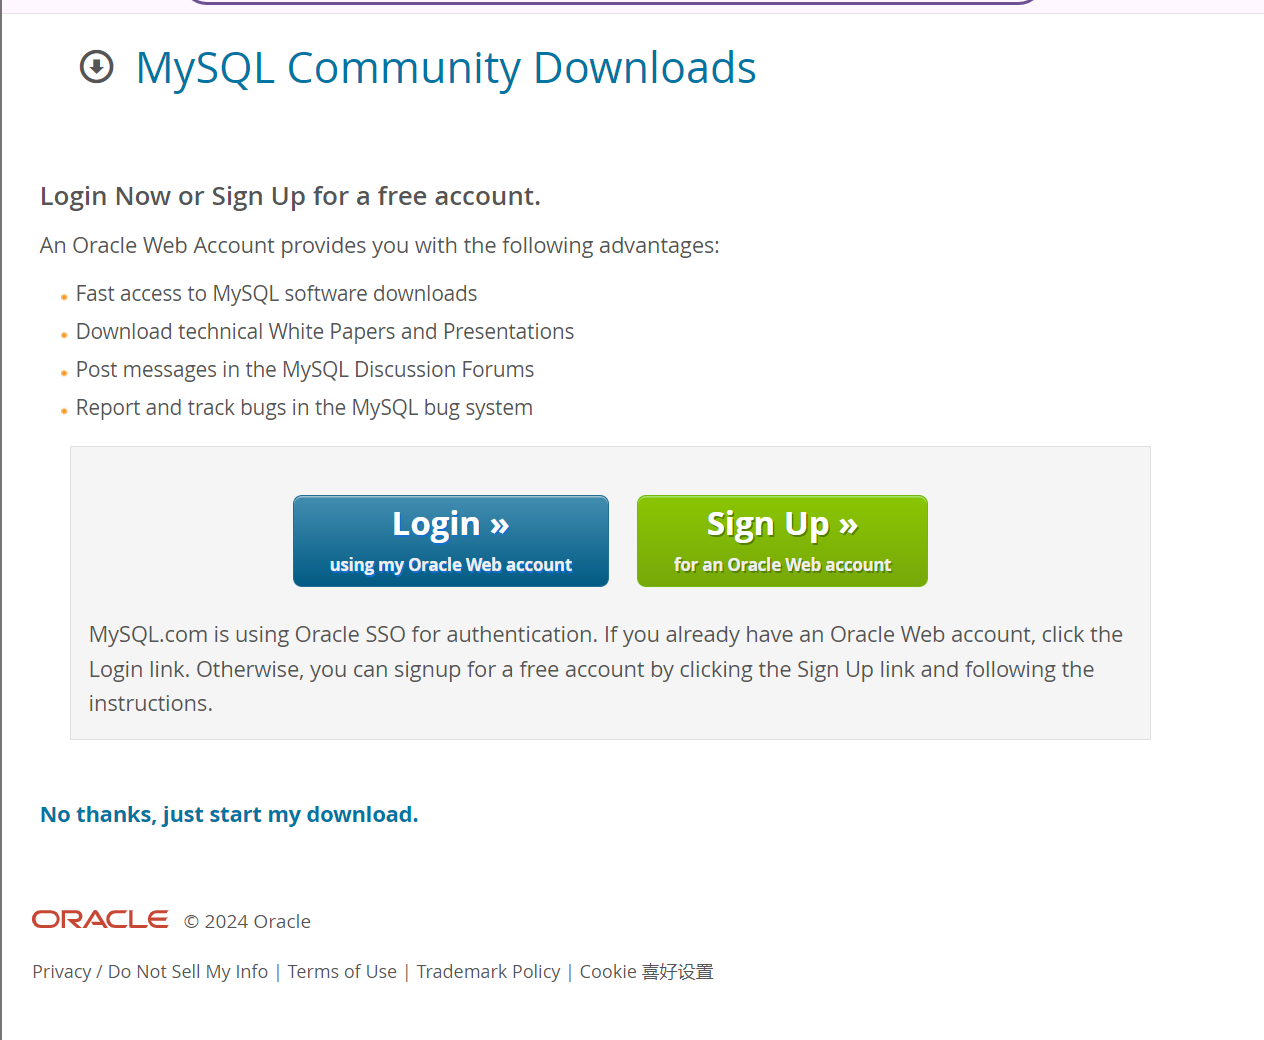 MySQL Community Downloads
Login Now or Sign Up for a free account.
An Oracle Web Account provides you with the following advantages:
Fast access to MySQL software downloads
Download technical White Papers and Presentations
Post messages in the MySQL Discussion Forums
Report and track bugs in the MySQL bug system
Login »
using my Oracle Web account
Sign Up »
for an Oracle Web account
MySQL.com is using Oracle SSO for authentication. If you already have an Oracle Web account, click the
Login link. Otherwise, you can signup for a free account by clicking the Sign Up link and following the
instructions.
No thanks, just start my download.
ORACLE © 2024 Oracle
Privacy / Do Not Sell My Info | Terms of Use | Trademark Policy | Cookie 喜好设置